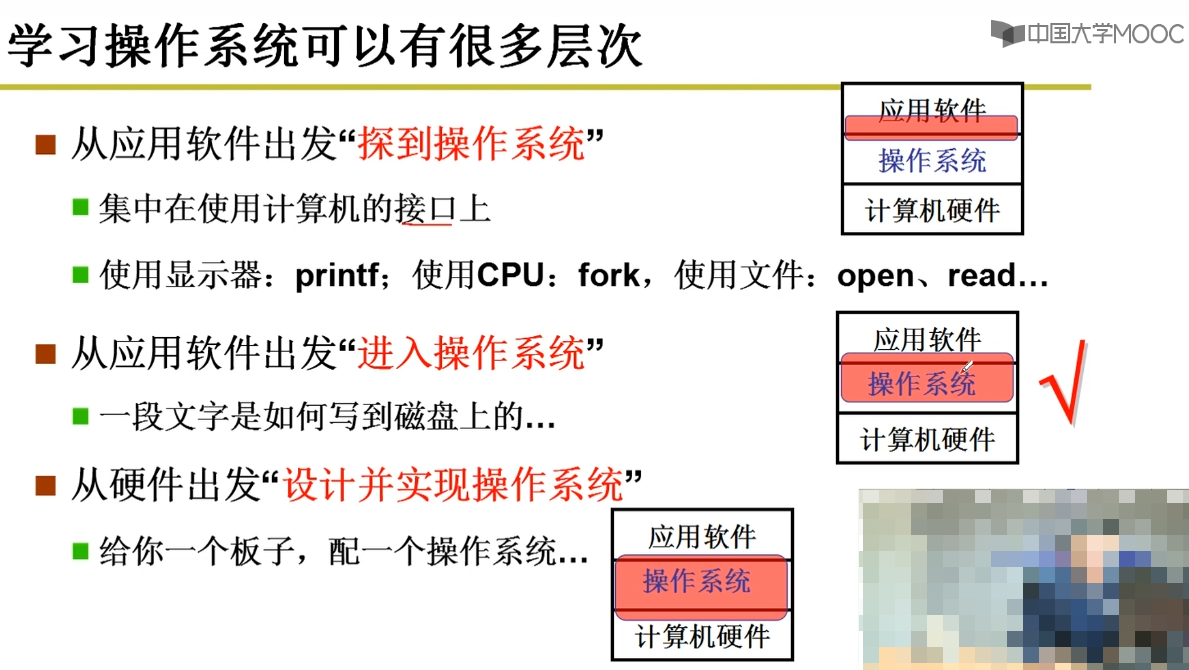 学习操作系统可以有很多层次
中国大学MOOC
从应用软件出发“探到操作系统”
集中在使用计算机的接口上
使用显示器：printf；使用CPU：fork，使用文件：open、read…
应用软件
操作系统
计算机硬件
从应用软件出发“进入操作系统”
一段文字是如何写到磁盘上的…
应用软件
操作系统
计算机硬件
从硬件出发“设计并实现操作系统”
给你一个板子，配一个操作系统…
应用软件
操作系统
计算机硬件